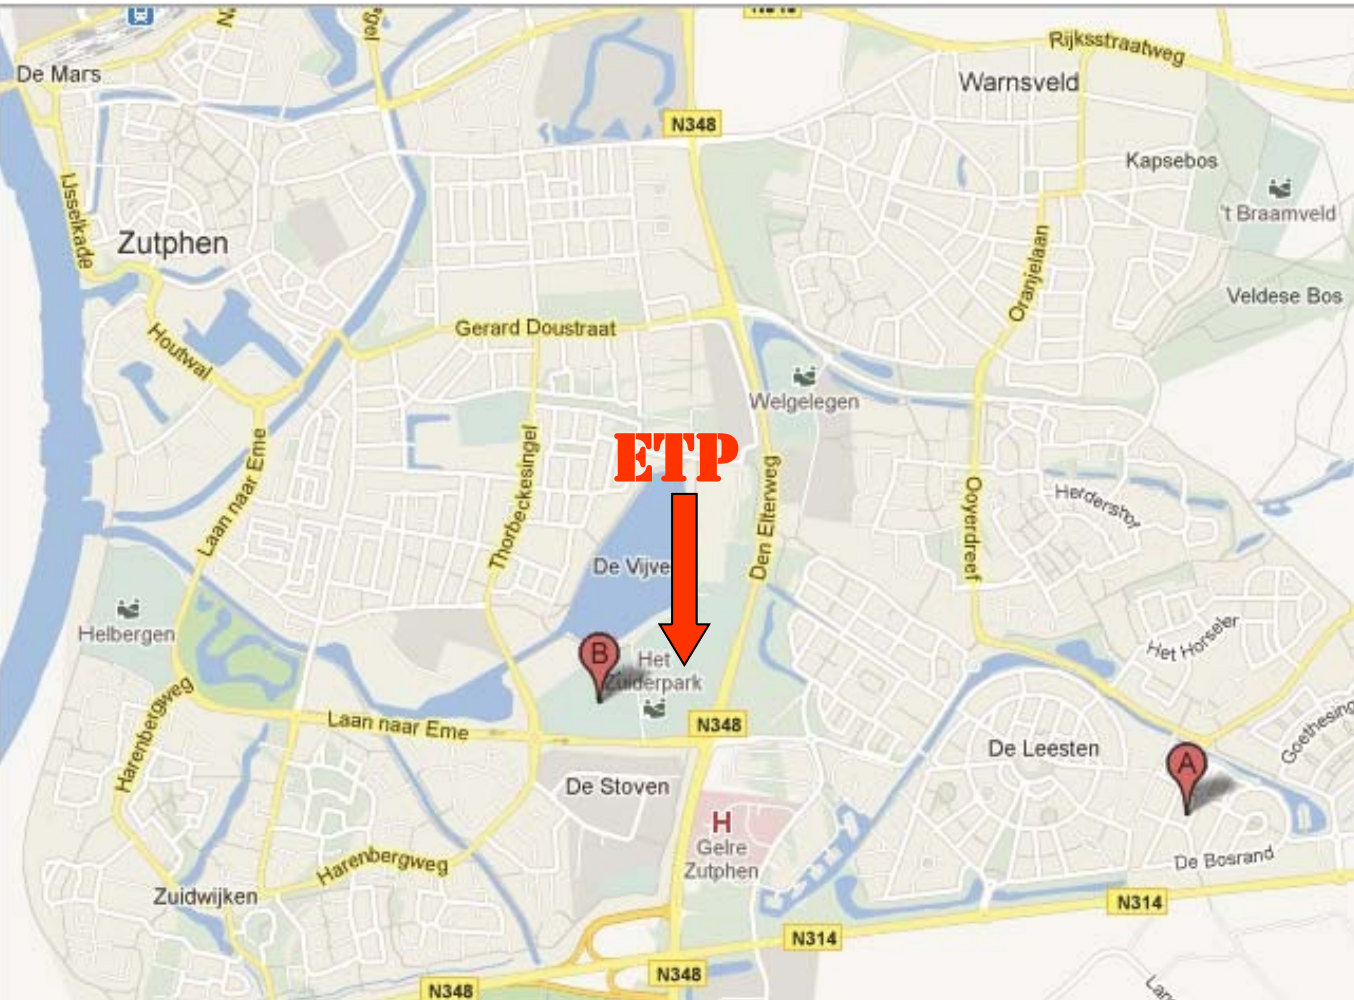 De Mars
Rijksstraatweg
Warnsveld
N348
Kapsebos
't Braamveld
IJsselkade
Zutphen
Oranjelaan
Veldese Bos
Houtwal
Gerard Doustraat
Welgelegen
Laan naar Eme
Thorbeckesingel
ETP
Den Elterweg
Ooyerdreef
Herdershof
De Vijve
Helbergen
B
Het
Zuiderpark
Het Horseler
Harenbergweg
Laan naar Eme
N348
De Leesten
Goethesing
A
De Stoven
H
Gelre
Zutphen
Harenbergweg
De Bosrand
Zuidwijken
N314
N314
N348
N348